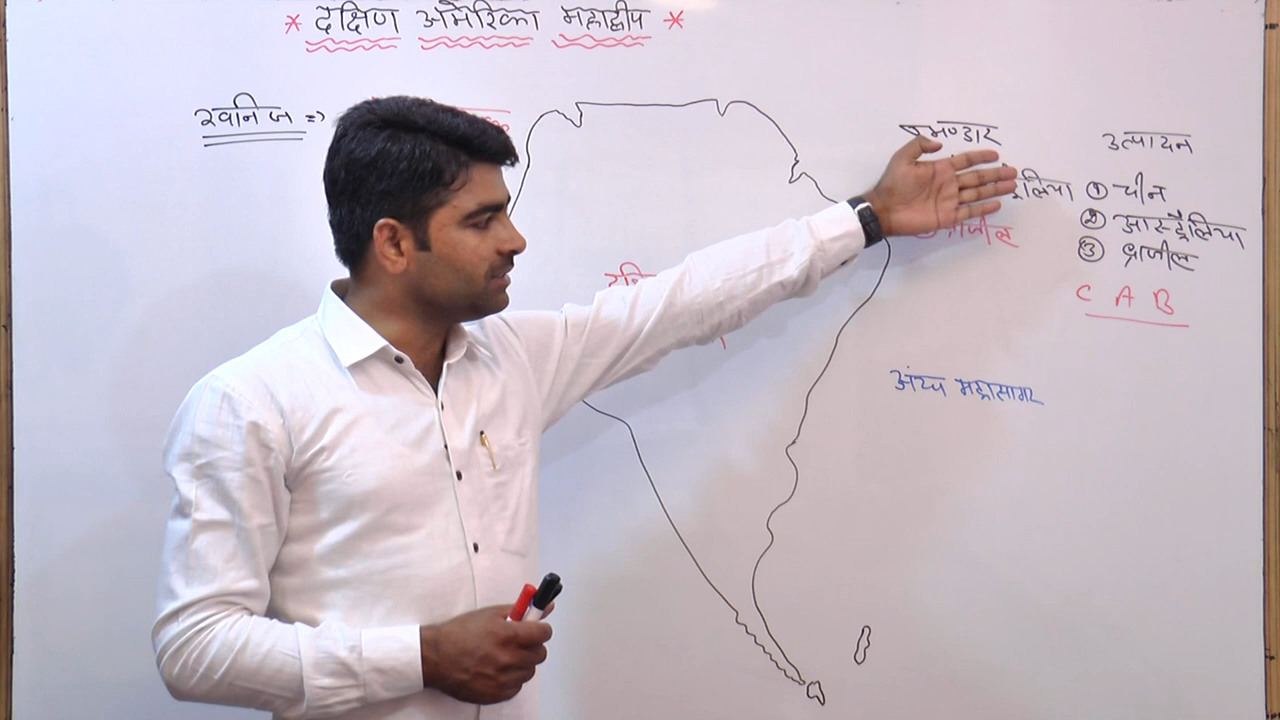 * दक्षिण अमेरिका महाद्वीप *
खनिज =>
भण्डार
उत्पादन
① चीन
② आस्ट्रेलिया
③ ब्राजील
C A B
अंध महासागर